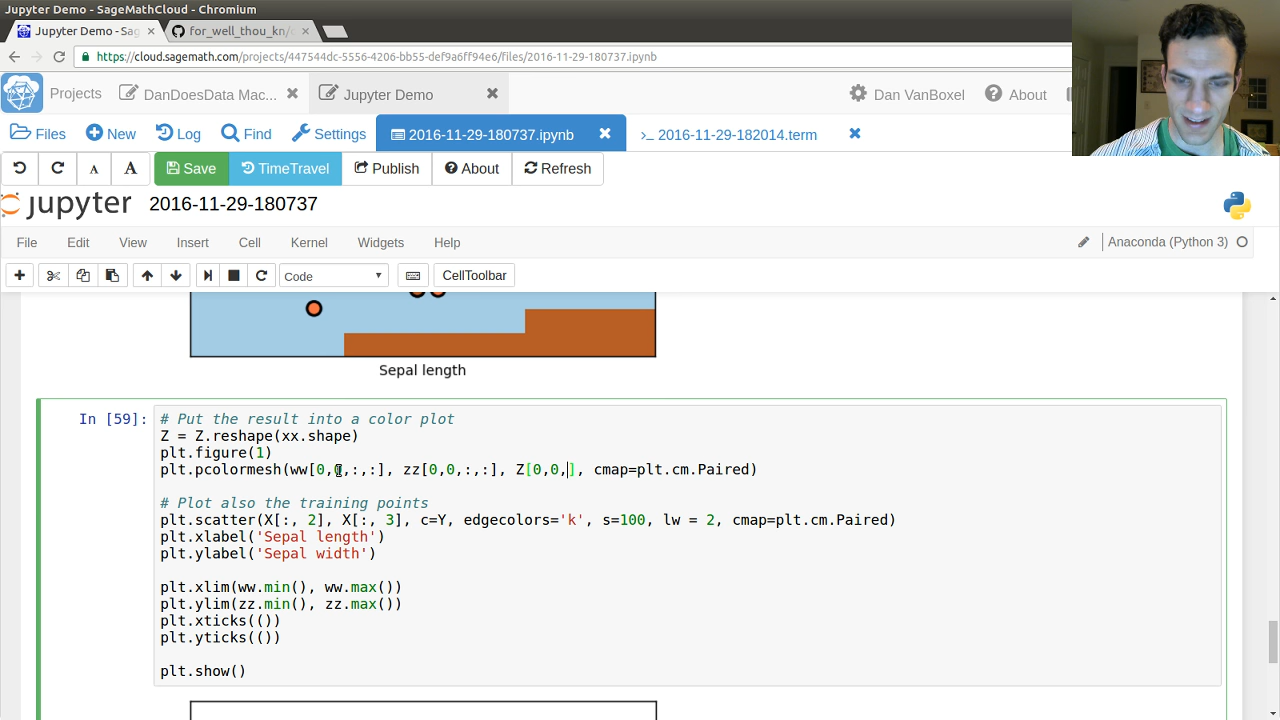 Jupyter Demo - SageMathCloud - Chromium
Jupyter Demo - Sag × for_well_thou_kn/d ×
https://cloud.sagemath.com/projects/447544dc-5556-4206-bb55-def9a6ff94e6/files/2016-11-29-180737.ipynb
Projects DanDoesData Mac... Jupyter Demo Dan VanBoxel About
Files New Log Find Settings 2016-11-29-180737.ipynb >_ 2016-11-29-182014.term
A A Save TimeTravel Publish About Refresh
jupyter 2016-11-29-180737
File Edit View Insert Cell Kernel Widgets Help Anaconda (Python 3)
Code CellToolbar
Sepal length
In [59]: # Put the result into a color plot
Z = Z.reshape(xx.shape)
plt.figure(1)
plt.pcolormesh(ww[0,0,:,:], zz[0,0,:,:], Z[0,0,], cmap=plt.cm.Paired)
# Plot also the training points
plt.scatter(X[:, 2], X[:, 3], c=Y, edgecolors='k', s=100, lw = 2, cmap=plt.cm.Paired)
plt.xlabel('Sepal length')
plt.ylabel('Sepal width')
plt.xlim(ww.min(), ww.max())
plt.ylim(zz.min(), zz.max())
plt.xticks(())
plt.yticks(())
plt.show()